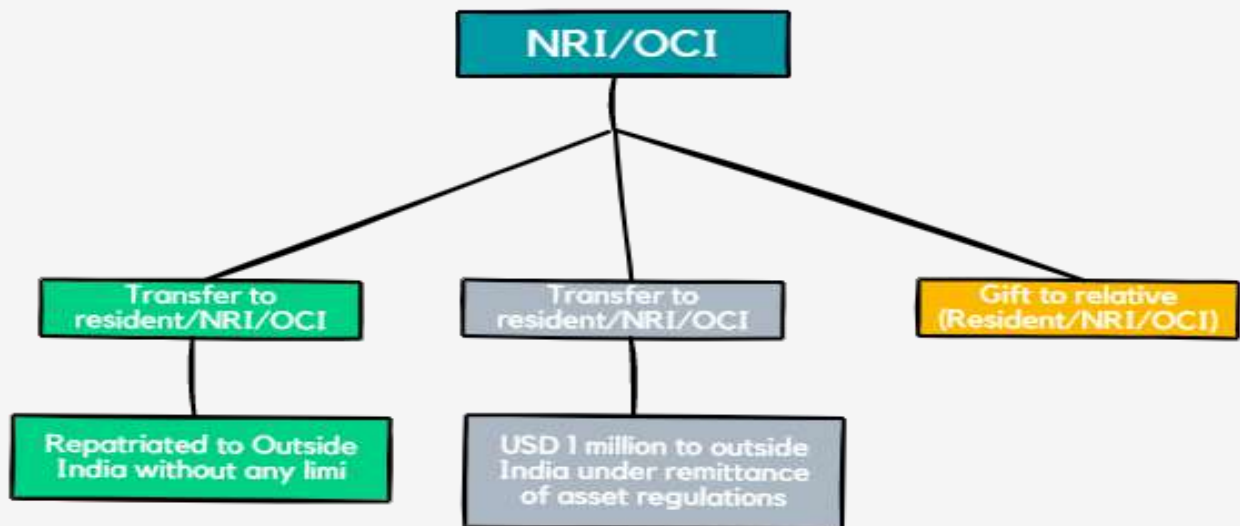 NRI/OCI
Transfer to
resident/NRI/OCI
Transfer to
resident/NRI/OCI
Gift to relative
(Resident/NRI/OCI)
Repatriated to Outside
India without any limi
USD 1 million to outside
India under remittance
of asset regulations